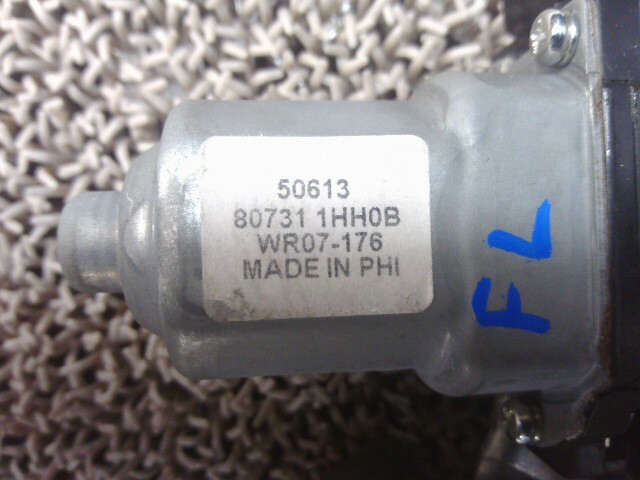 50613
80731 1HH0B
WR07-176
MADE IN PHI
FL